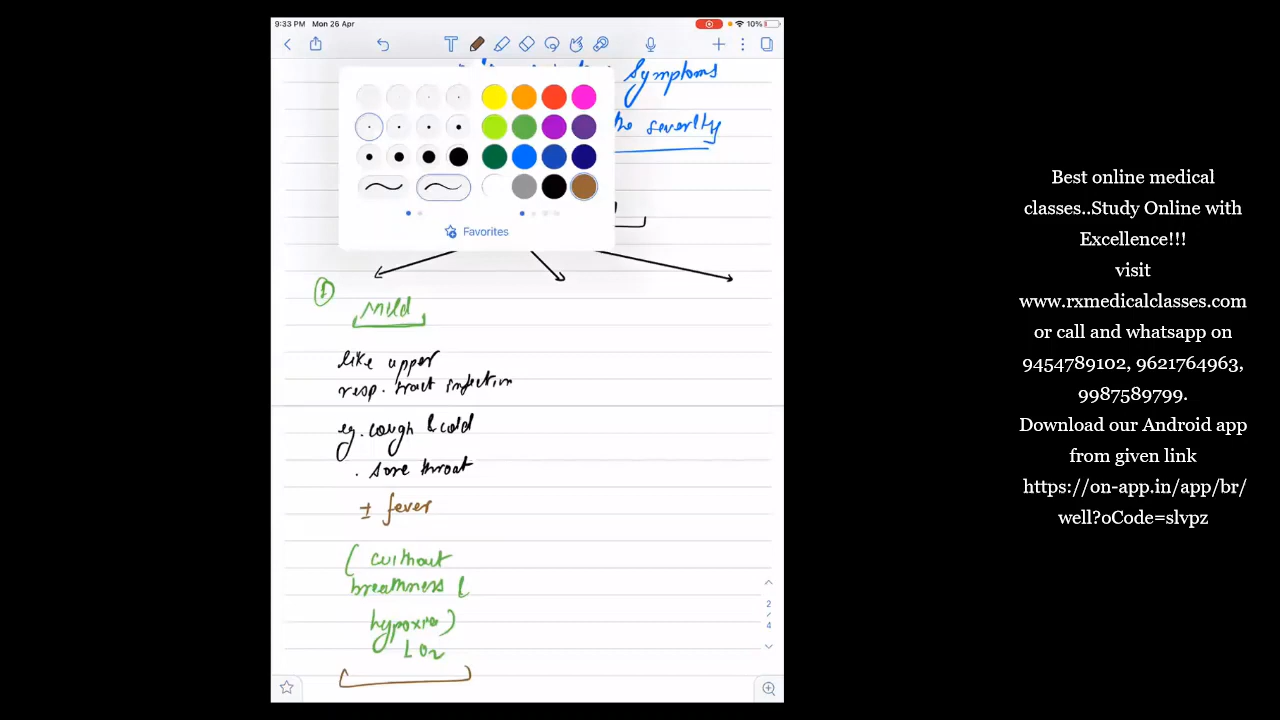 9:33 PM Mon 26 Apr
10%
T
Symptoms
the severity
Favorites
1
Mild
like upper
resp. tract infection
eg. cough & cold
. sore throat
± fever
( without
breathness &
hypoxia )
↓O2
2
/
4
Best online medical
classes..Study Online with
Excellence!!!
visit
www.rxmedicalclasses.com
or call and whatsapp on
9454789102, 9621764963,
9987589799.
Download our Android app
from given link
https://on-app.in/app/br/
well?oCode=slvpz